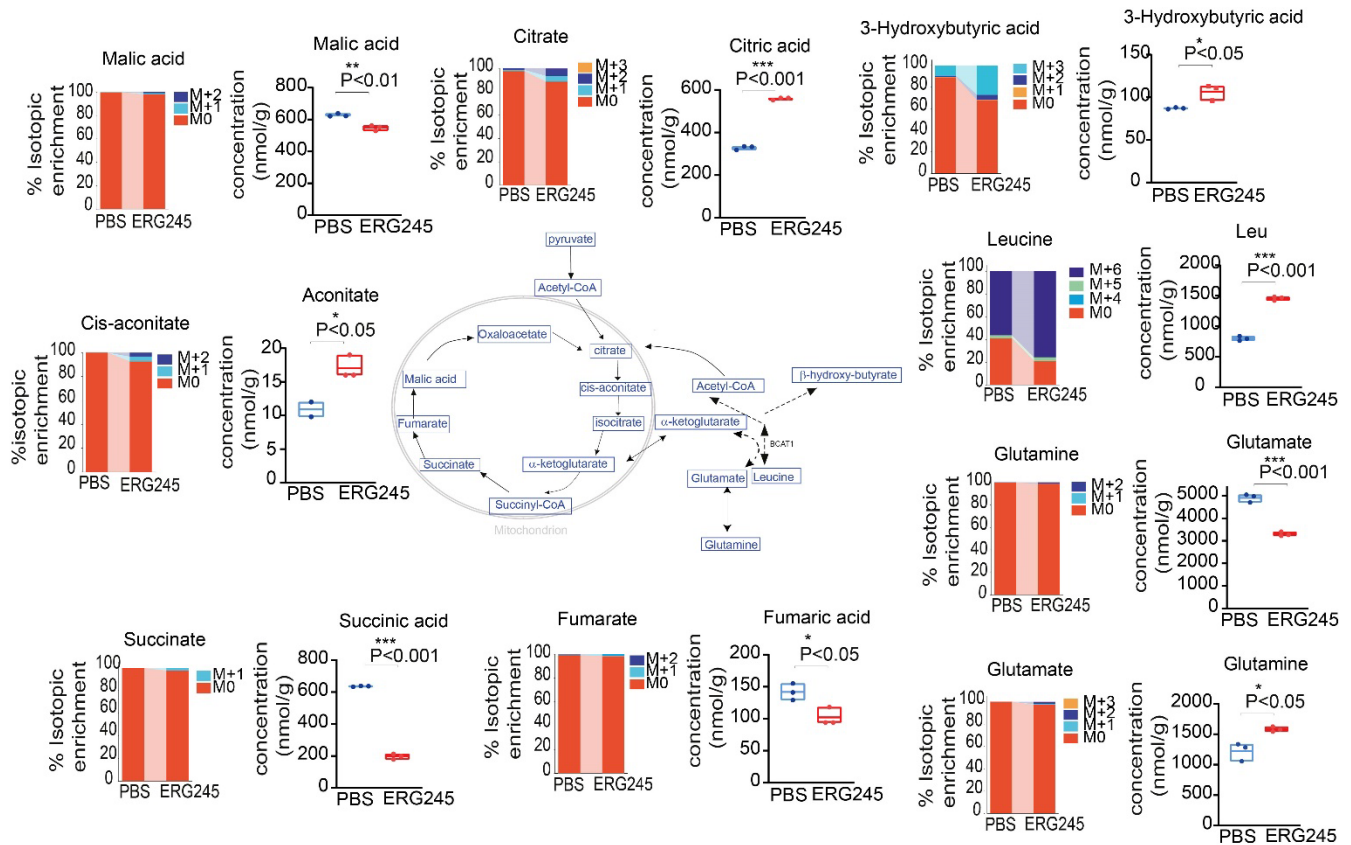 Malic acid
% Isotopic
enrichment
100
80
60
40
20
0
M+2
M+1
M0
PBS ERG245
Malic acid
**
P<0.01
concentration
(nmol/g)
800
600
400
200
0
PBS ERG245
Citrate
% Isotopic
enrichment
100
80
60
40
20
0
M+3
M+2
M+1
M0
PBS ERG245
Citric acid
***
P<0.001
concentration
(nmol/g)
600
400
200
0
PBS ERG245
3-Hydroxybutyric acid
% Isotopic
enrichment
100
80
60
40
20
0
M+3
M+2
M+1
M0
PBS ERG245
3-Hydroxybutyric acid
*
P<0.05
concentration
(nmol/g)
150
100
50
0
PBS ERG245
Cis-aconitate
%isotopic
enrichment
100
80
60
40
20
0
M+2
M+1
M0
PBS ERG245
Aconitate
*
P<0.05
concentration
(nmol/g)
20
15
10
5
0
PBS ERG245
pyruvate
Acetyl-CoA
Oxaloacetate
citrate
Malic acid
cis-aconitate
Acetyl-CoA
β-hydroxy-butyrate
Fumarate
isocitrate
α-ketoglutarate
BCAT1
Succinate
α-ketoglutarate
Glutamate
Leucine
Succinyl-CoA
Mitochondrion
Glutamine
Leucine
% Isotopic
enrichment
100
80
60
40
20
0
M+6
M+5
M+4
M0
PBS ERG245
Leu
***
P<0.001
concentration
(nmol/g)
2000
1500
1000
500
0
PBS ERG245
Glutamine
% Isotopic
enrichment
100
80
60
40
20
0
M+2
M+1
M0
PBS ERG245
Glutamate
***
P<0.001
concentration
(nmol/g)
5000
4000
3000
2000
1000
0
PBS ERG245
Succinate
% Isotopic
enrichment
100
80
60
40
20
0
M+1
M0
PBS ERG245
Succinic acid
***
P<0.001
concentration
(nmol/g)
800
600
400
200
0
PBS ERG245
Fumarate
% Isotopic
enrichment
100
80
60
40
20
0
M+2
M+1
M0
PBS ERG245
Fumaric acid
*
P<0.05
concentration
(nmol/g)
200
150
100
50
0
PBS ERG245
Glutamate
% Isotopic
enrichment
100
80
60
40
20
0
M+3
M+2
M+1
M0
PBS ERG245
Glutamine
*
P<0.05
concentration
(nmol/g)
2000
1500
1000
500
0
PBS ERG245